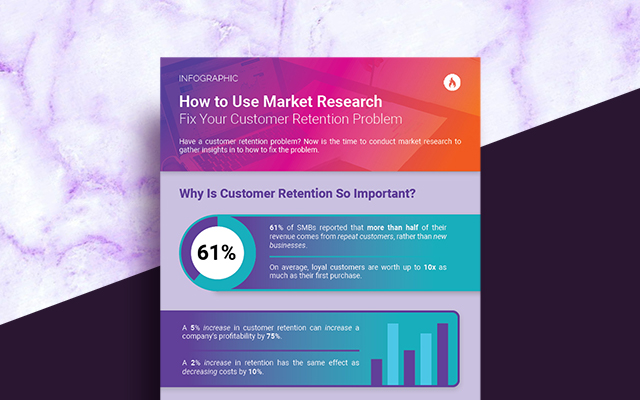 INFOGRAPHIC
How to Use Market Research
Fix Your Customer Retention Problem
Have a customer retention problem? Now is the time to conduct market research to
gather insights in to how to fix the problem.
Why Is Customer Retention So Important?
61%
61% of SMBs reported that more than half of their
revenue comes from repeat customers, rather than new
businesses.
On average, loyal customers are worth up to 10x as
much as their first purchase.
A 5% increase in customer retention can increase a
company's profitability by 75%.
A 2% increase in retention has the same effect as
decreasing costs by 10%.